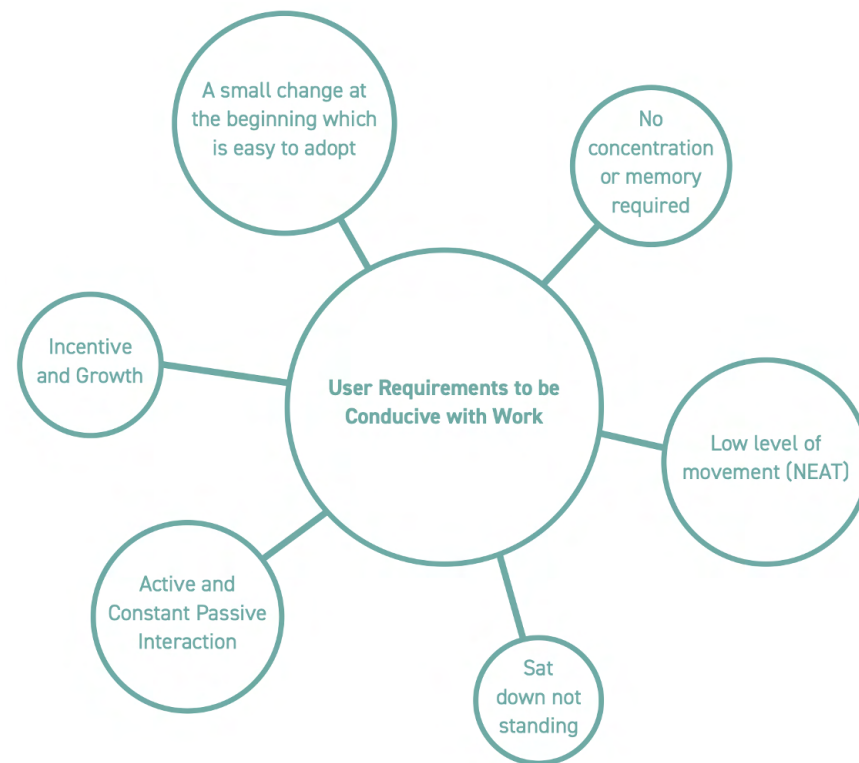 A small change at
the beginning which
is easy to adopt
No
concentration
or memory
required
Incentive
and Growth
User Requirements to be
Conducive with Work
Low level of
movement (NEAT)
Active and
Constant Passive
Interaction
Sat
down not
standing